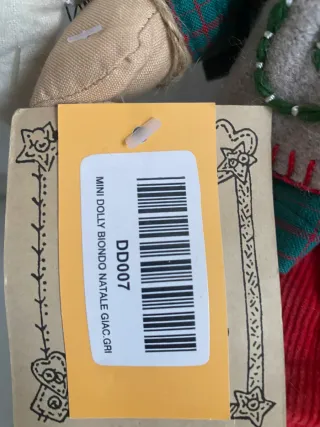 DD007
MINI DOLLY BIONDO NATALE GIAC.GRI